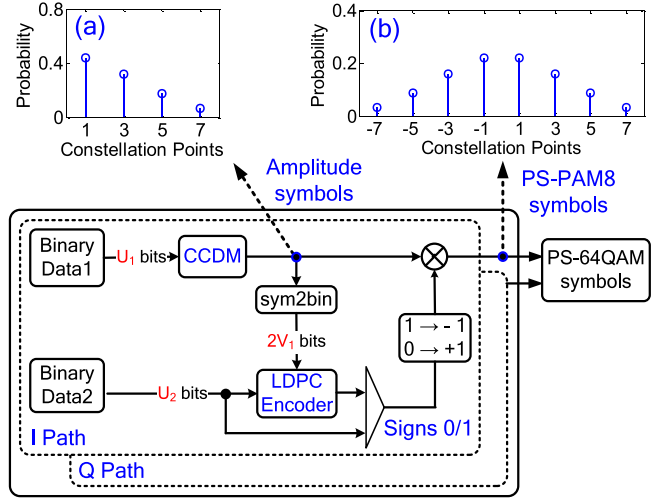 (a)
0.8
0.4
0
Probability
1 3 5 7
Constellation Points
(b)
0.4
0.2
0
Probability
-7 -5 -3 -1 1 3 5 7
Constellation Points
Amplitude
symbols
PS-PAM8
symbols
Binary
Data1
U1 bits
CCDM
PS-64QAM
symbols
sym2bin
1 → - 1
0 → +1
2V1 bits
Binary
Data2
U2 bits
LDPC
Encoder
Signs 0/1
I Path
Q Path